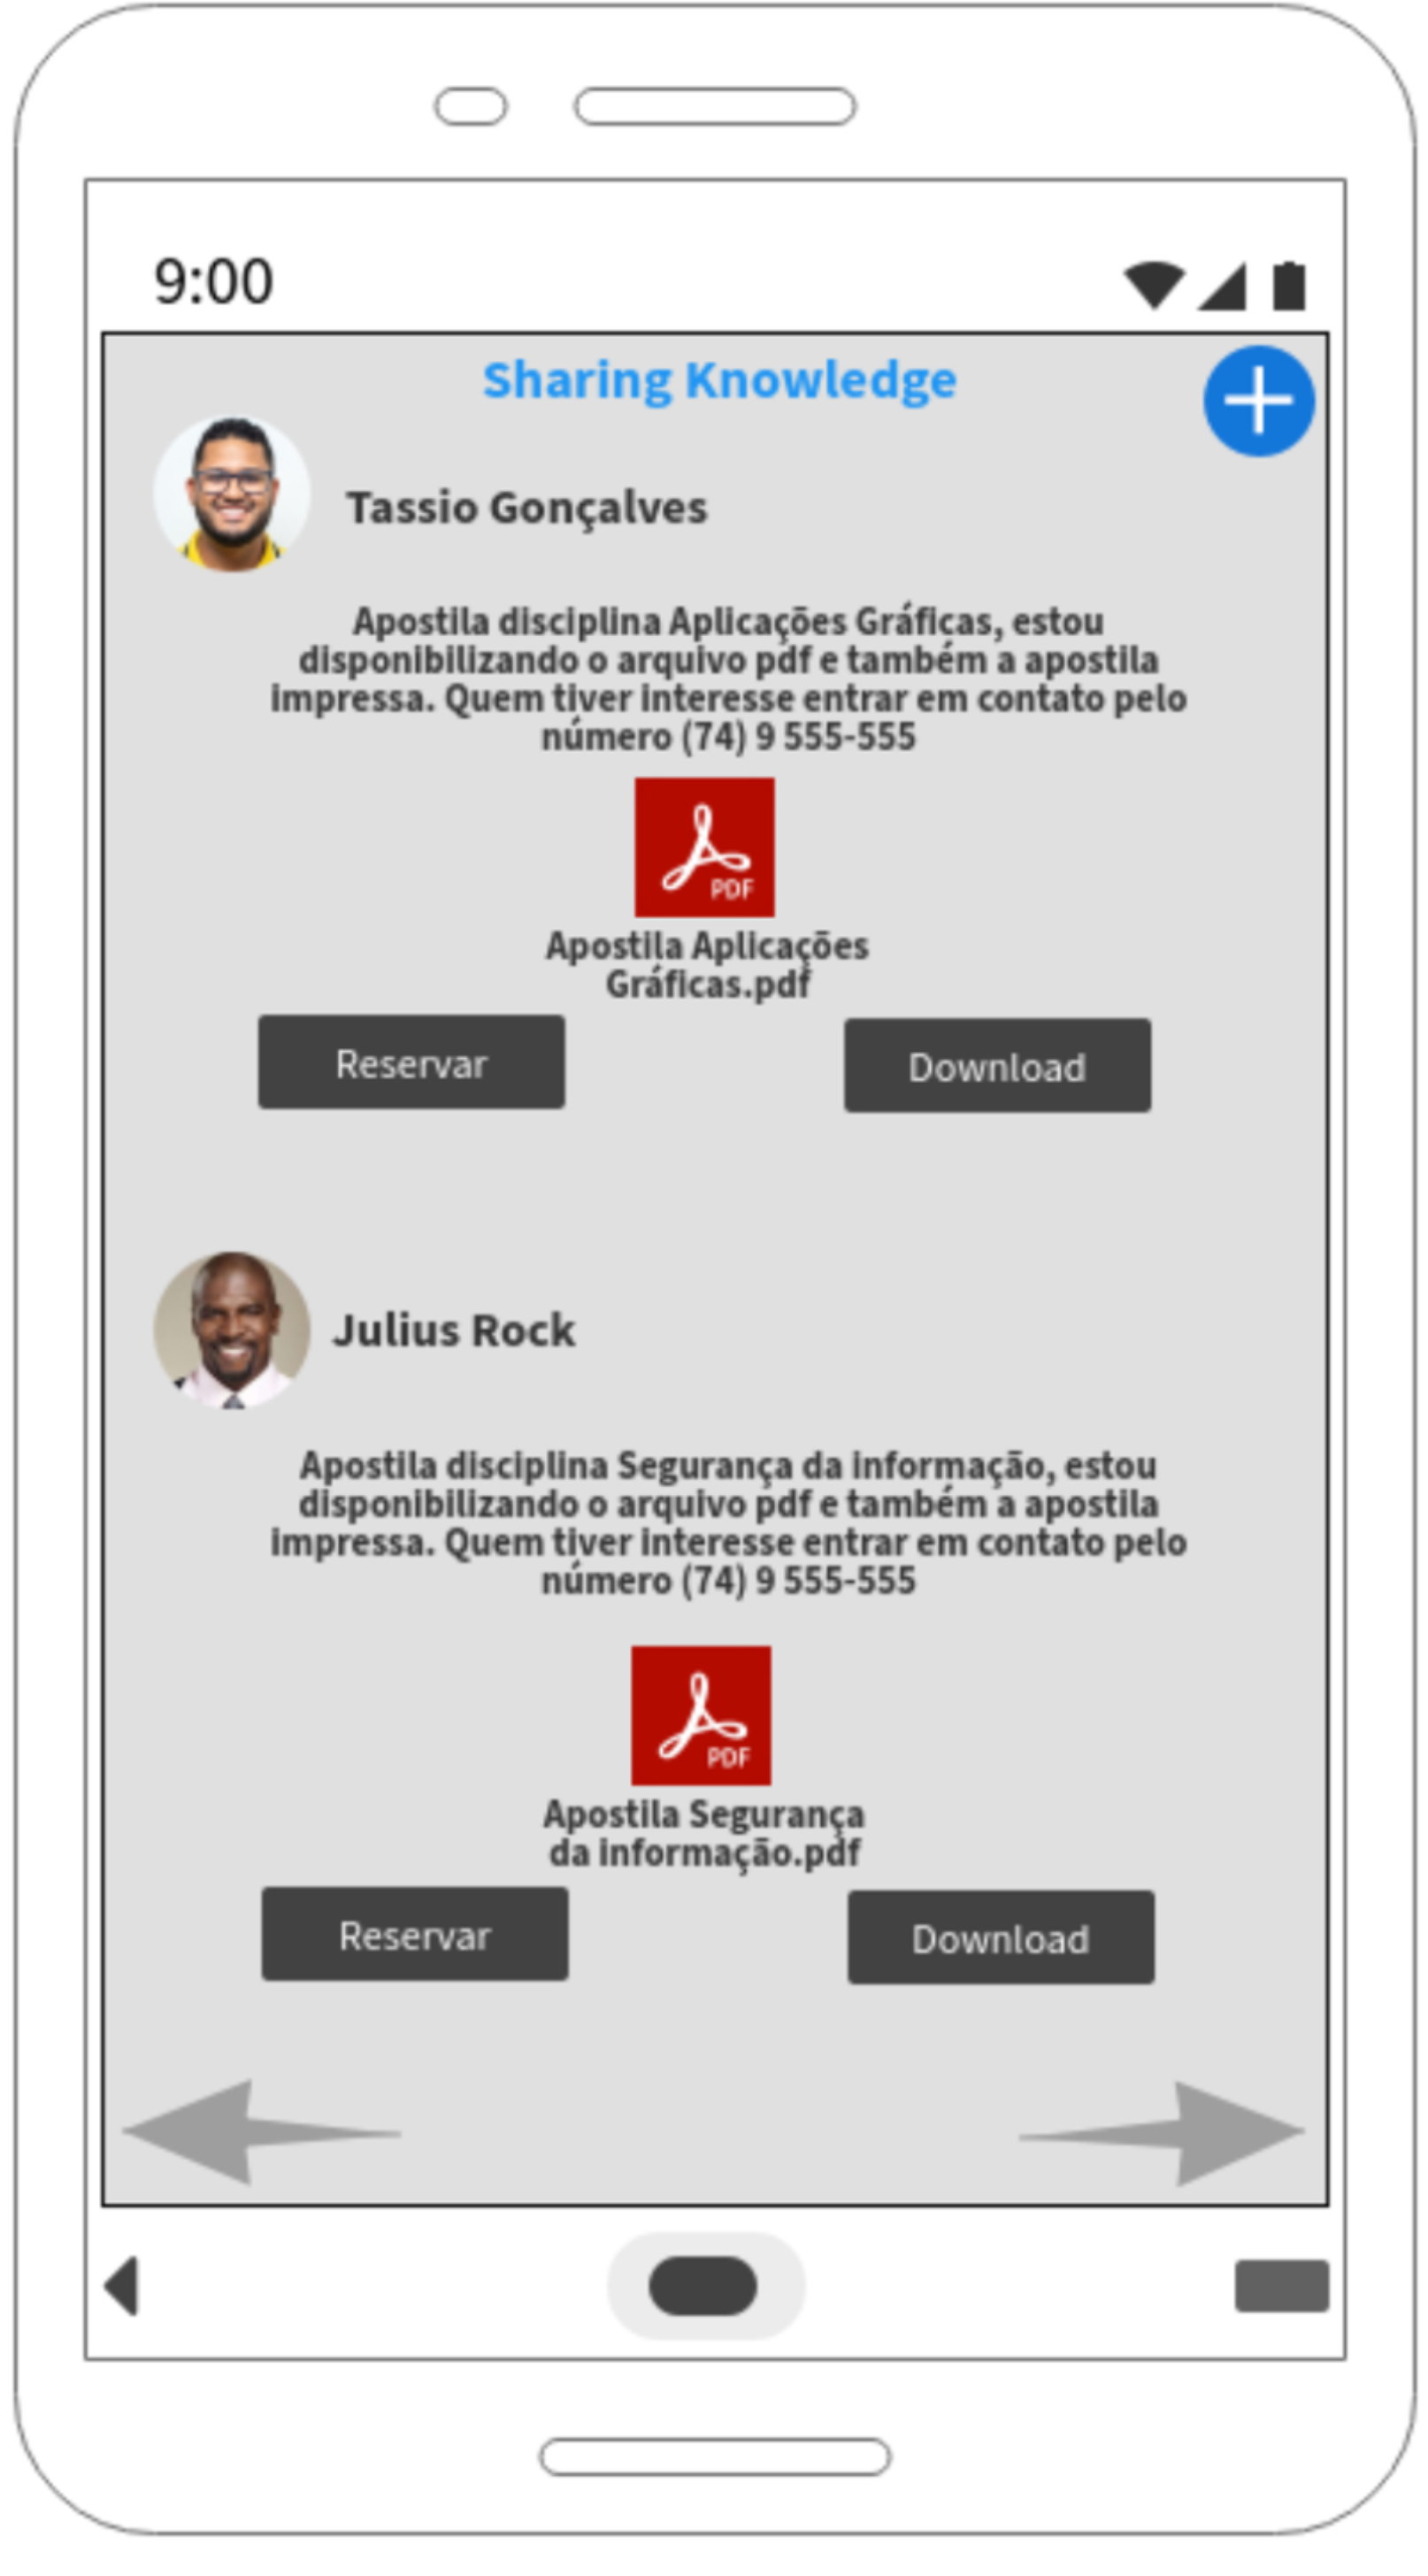 9:00
Sharing Knowledge
Tassio Gonçalves
Apostila disciplina Aplicações Gráficas, estou
disponibilizando o arquivo pdf e também a apostila
impressa. Quem tiver interesse entrar em contato pelo
número (74) 9 555-555
PDF
Apostila Aplicações
Gráficas.pdf
Reservar
Download
Julius Rock
Apostila disciplina Segurança da informação, estou
disponibilizando o arquivo pdf e também a apostila
impressa. Quem tiver interesse entrar em contato pelo
número (74) 9 555-555
PDF
Apostila Segurança
da informação.pdf
Reservar
Download